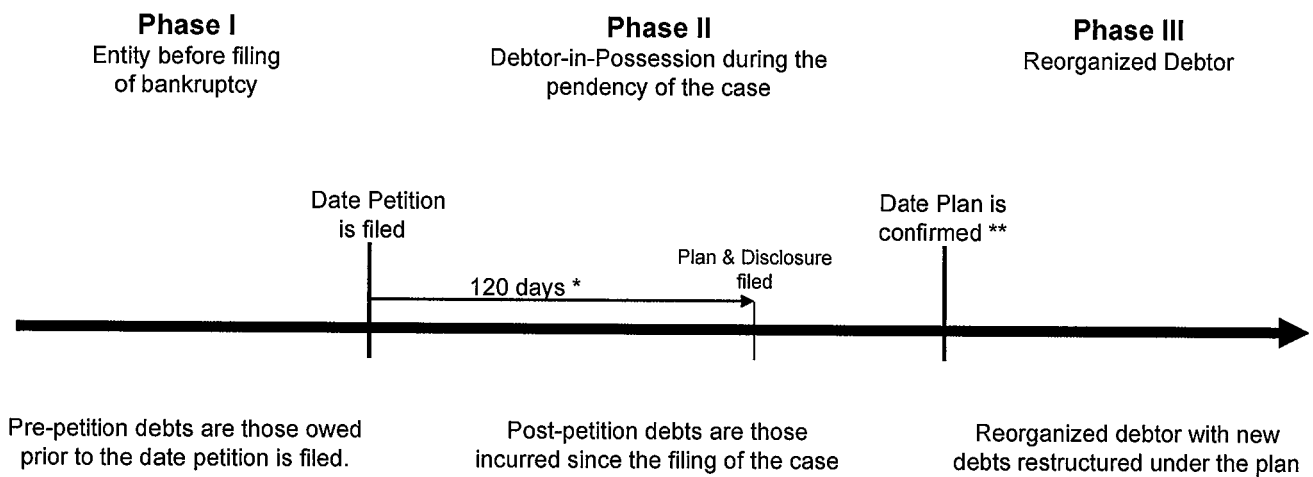 Phase I
Entity before filing
of bankruptcy
Phase II
Debtor-in-Possession during the
pendency of the case
Phase III
Reorganized Debtor
Date Petition
is filed
120 days *
Plan & Disclosure
filed
Date Plan is
confirmed **
Pre-petition debts are those owed
prior to the date petition is filed.
Post-petition debts are those
incurred since the filing of the case
Reorganized debtor with new
debts restructured under the plan